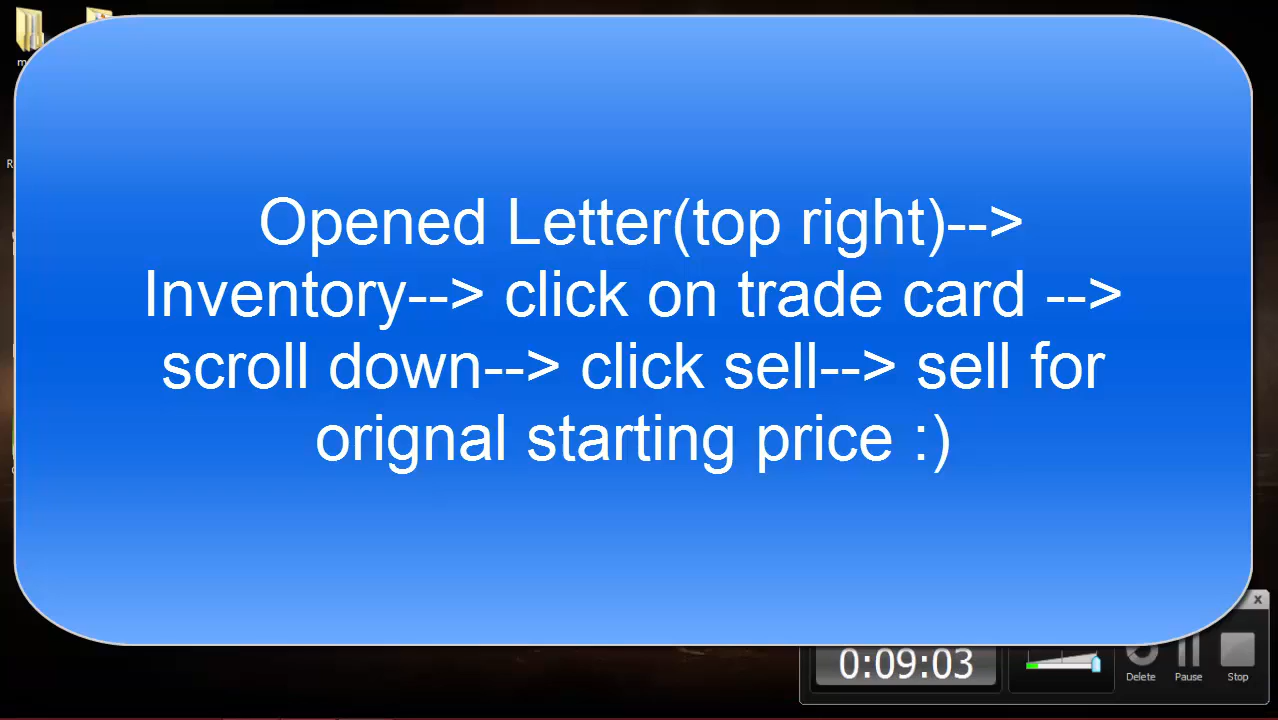 m
R
Opened Letter(top right)-->
Inventory--> click on trade card -->
scroll down--> click sell--> sell for
orignal starting price :)
x
0:09:03
Delete Pause Stop